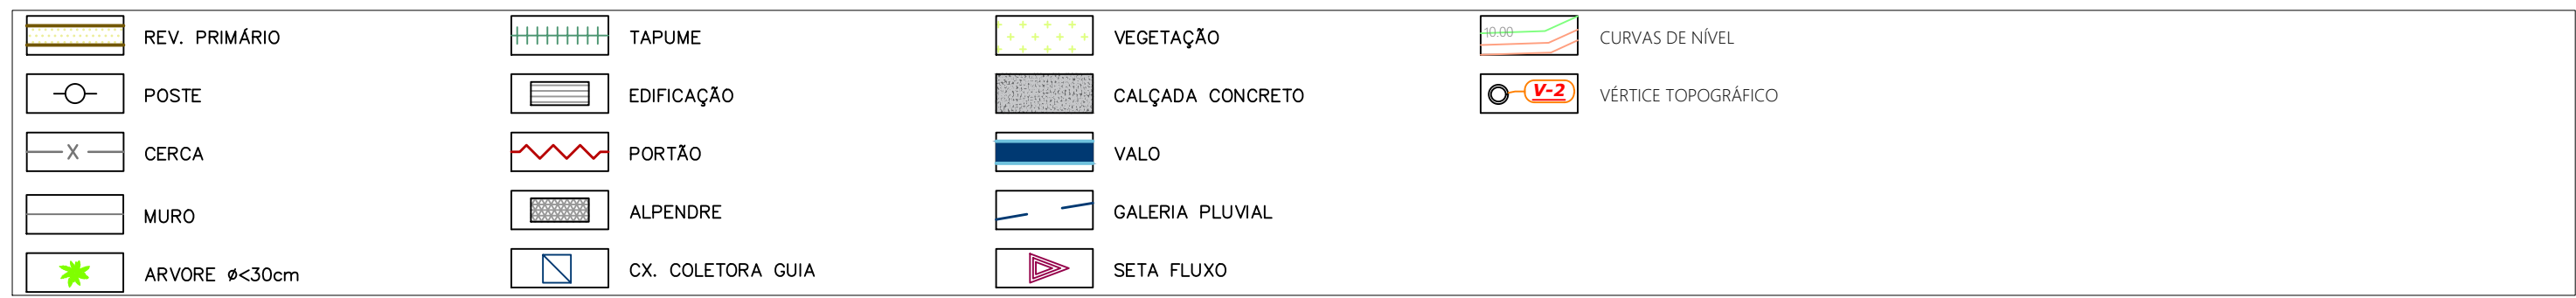 REV. PRIMÁRIO
POSTE
X
CERCA
MURO
ARVORE ø<30cm
TAPUME
EDIFICAÇÃO
PORTÃO
ALPENDRE
CX. COLETORA GUIA
VEGETAÇÃO
CALÇADA CONCRETO
VALO
GALERIA PLUVIAL
SETA FLUXO
10.00
CURVAS DE NÍVEL
V-2
VÉRTICE TOPOGRÁFICO